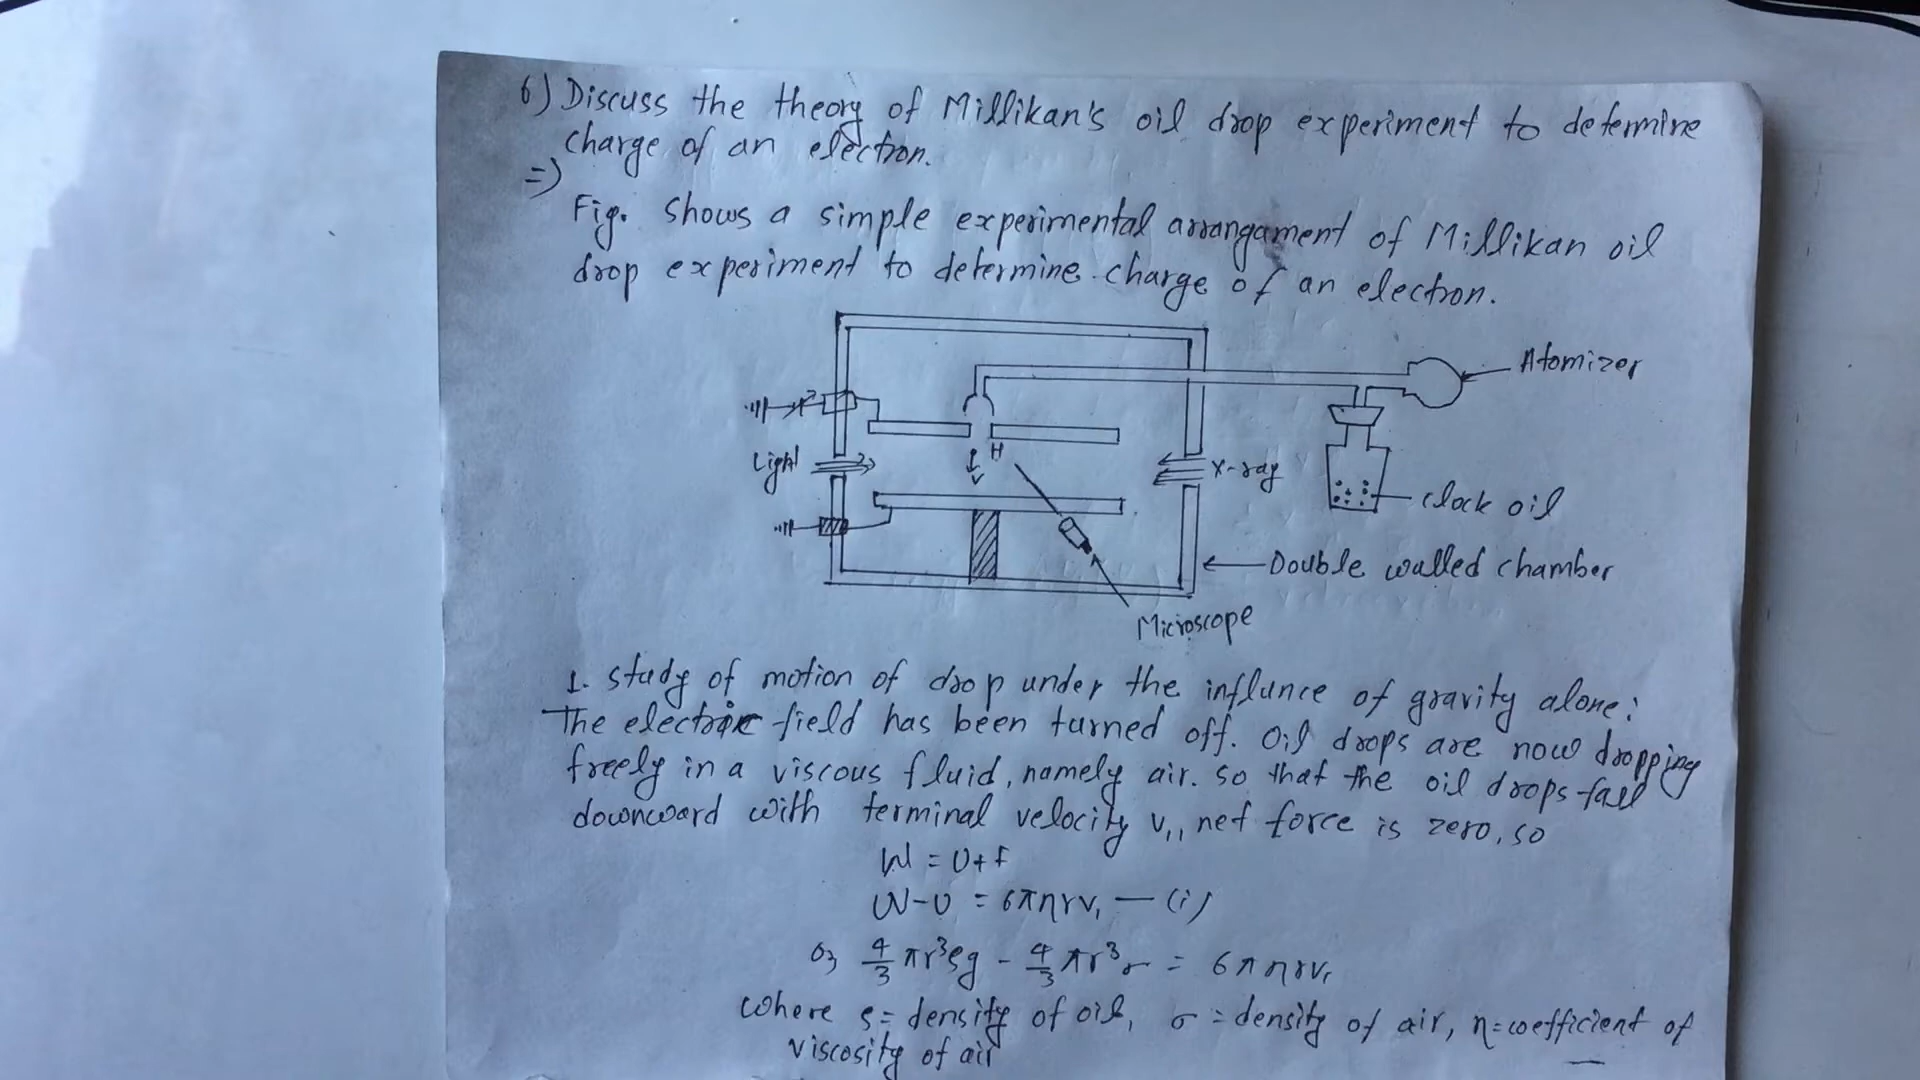 6) Discuss the theory of Millikan's oil drop experiment to determine
charge of an electron.
=>
Fig. Shows a simple experimental arrangament of Millikan oil
drop experiment to determine charge of an electron.
Atomizer
H
Light
X-ray
clock oil
Double walled chamber
Microscope
1. Study of motion of drop under the influnce of gravity alone:
The electric field has been turned off. Oil drops are now dropping
freely in a viscous fluid, namely air. so that the oil drops fall
downward with terminal velocity v₁, net force is zero, so
W = U + f
W-U = 6πηrv₁ — (i)
or 4/3 πr³ρg - 4/3 πr³σ = 6πηrv₁
Where ρ = density of oil, σ = density of air, η = coefficient of
viscosity of air